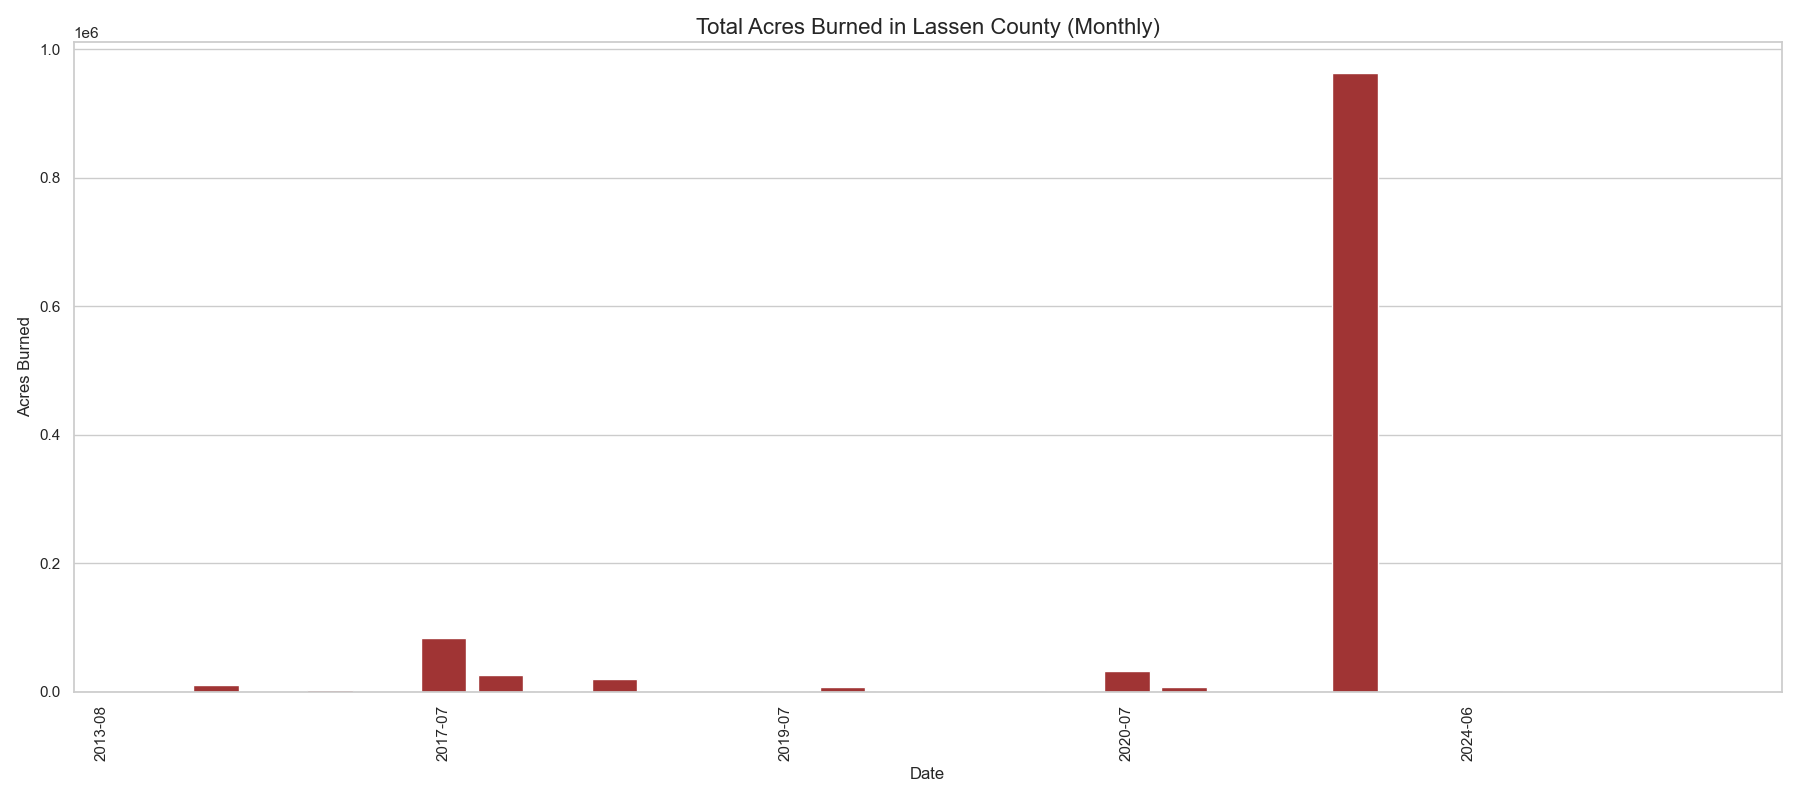 Total Acres Burned in Lassen County (Monthly)
1e6
1.0
0.8
0.6
0.4
0.2
0.0
Acres Burned
2013-08
2017-07
2019-07
2020-07
2024-06
Date